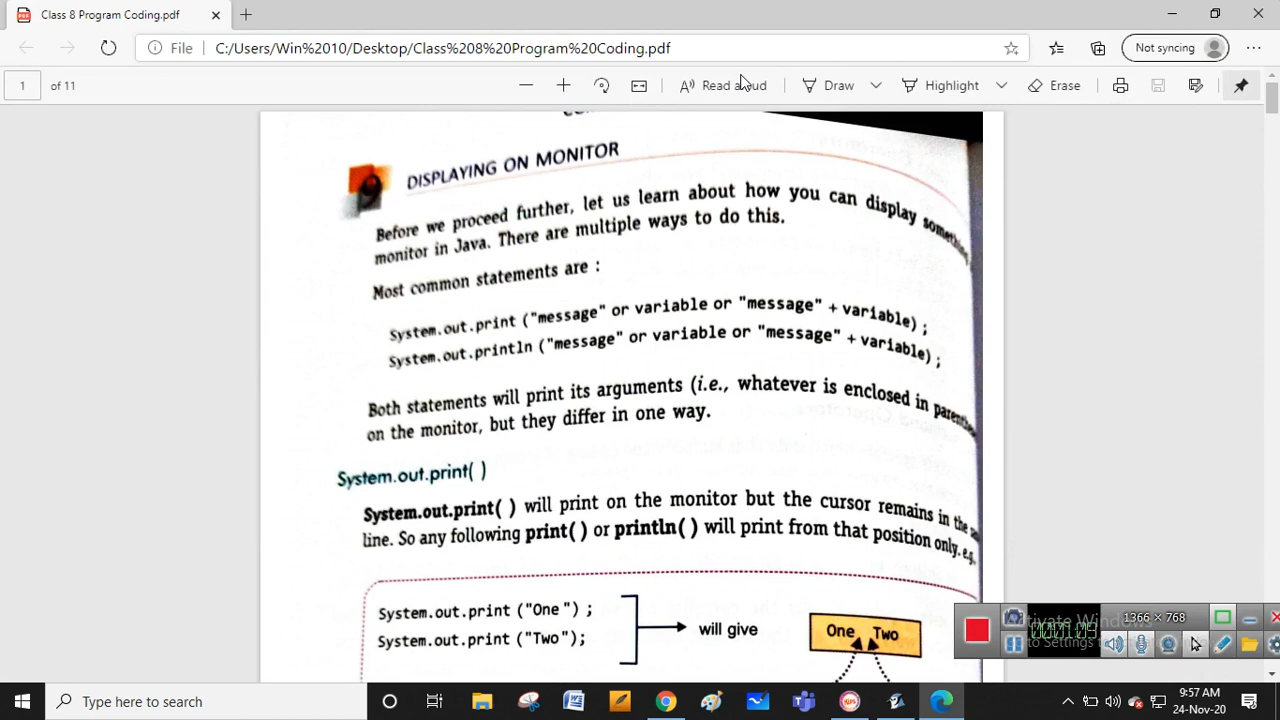 Class 8 Program Coding.pdf
File
C:/Users/Win%2010/Desktop/Class%208%20Program%20Coding.pdf
Not syncing
1 of 11
Read aloud
Draw
Highlight
Erase
9 DISPLAYING ON MONITOR
Before we proceed further, let us learn about how you can display something
monitor in Java. There are multiple ways to do this.
Most common statements are :
System.out.print ("message" or variable or "message" + variable) ;
System.out.println ("message" or variable or "message" + variable) ;
Both statements will print its arguments (i.e., whatever is enclosed in
on the monitor, but they differ in one way.
System.out.print( )
System.out.print( ) will print on the monitor but the cursor remains in the
line. So any following print( ) or println( ) will print from that position only. e.g.
System.out.print ("One ") ;
System.out.print ("Two");
will give
One Two
1366 × 768
Type here to search
9:57 AM
24-Nov-20